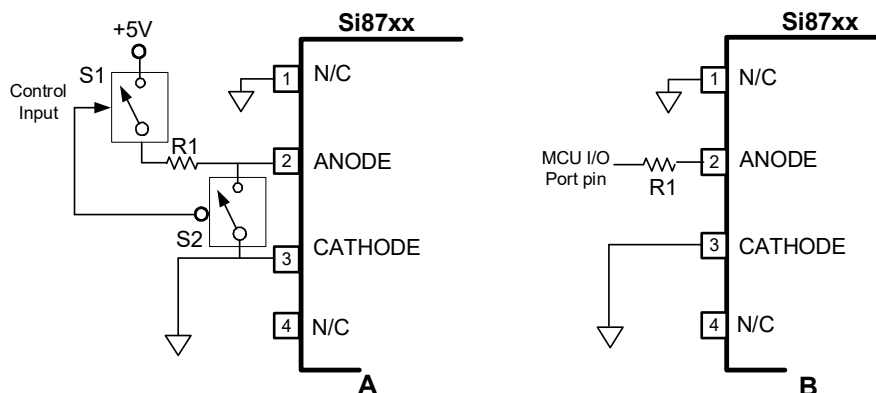 Si87xx
+5V
S1
Control
Input
1
N/C
R1
2
ANODE
S2
3
CATHODE
4
N/C
A
Si87xx
1
N/C
MCU I/O
Port pin
R1
2
ANODE
3
CATHODE
4
N/C
B